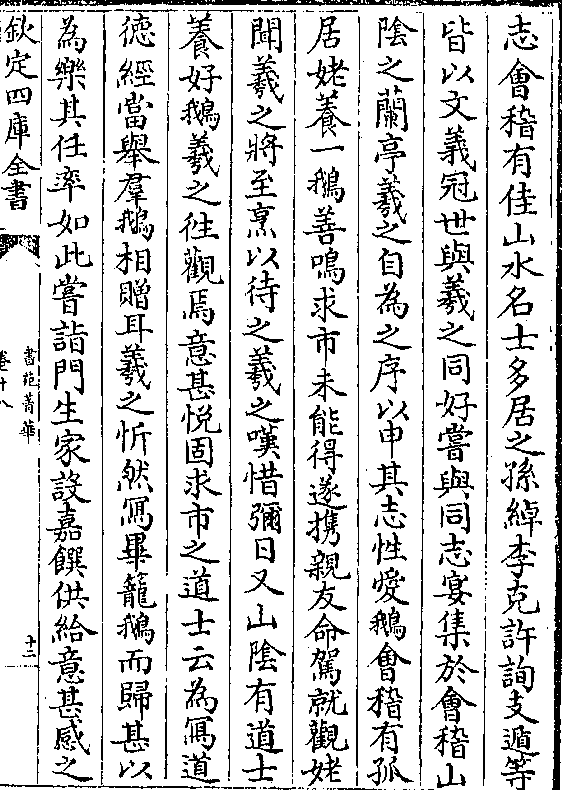 志會稽有佳山水名士多居之孫綽李克許詢支遁等
皆以文義冠世與羲之同好嘗與同志宴集於會稽山
陰之蘭亭羲之自為之序以申其志性愛鵝會稽有孤
居姥養一鵝善鳴求市未能得遂携親友命駕就觀姥
聞羲之將至烹以待之羲之嘆惜彌日又山陰有道士
養好鵝羲之徃觀焉意甚悦固求市之道士云為冩道
徳經當舉羣鵝相贈耳羲之忻然冩畢籠鵝而歸甚以
為樂其任率如此嘗詣門生家設嘉饌供給意甚感之
欽定四庫全書
書苑菁華
卷十八
十三